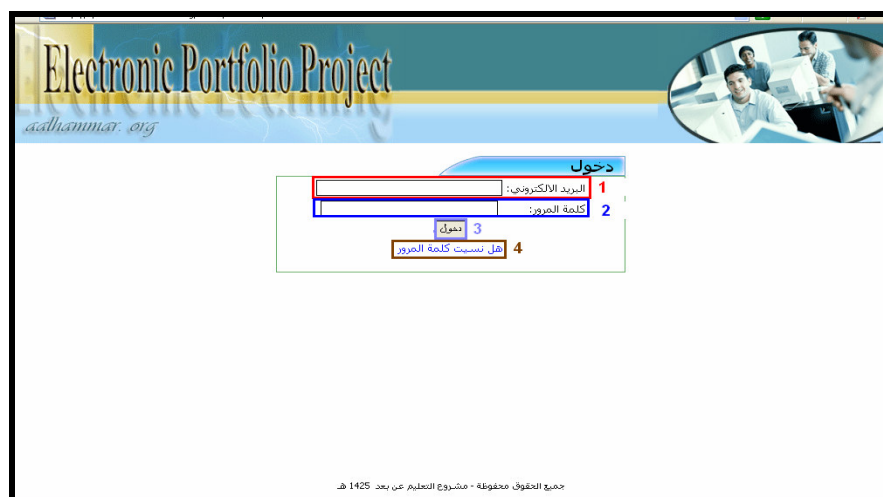 Electronic Portfolio Project
aalhammar. org
دخول
البريد الالكتروني: 1
كلمة المرور: 2
دخول 3
هل نسيت كلمة المرور 4
جميع الحقوق محفوظة - مشروع التعليم عن بعد 1425 هـ